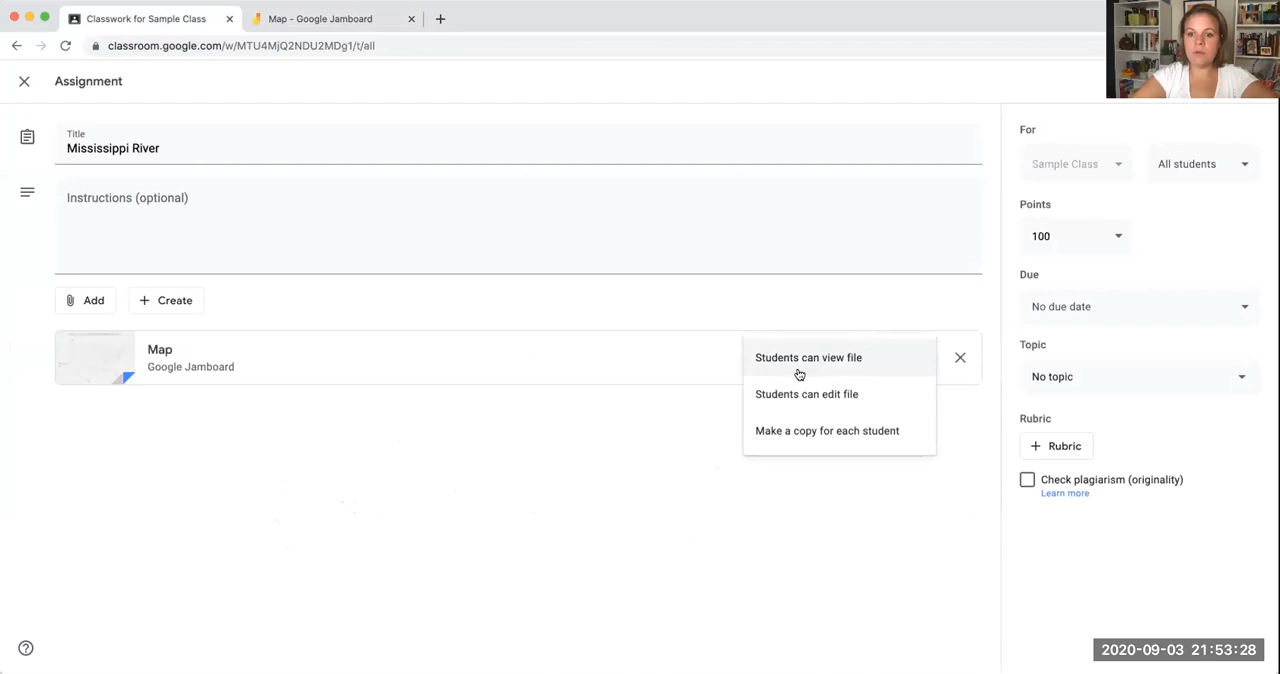 Classwork for Sample Class
Map - Google Jamboard
classroom.google.com/w/MTU4MjQ2NDU2MDg1/t/all
Assignment
Title
Mississippi River
Instructions (optional)
Add
Create
Map
Google Jamboard
Students can view file
Students can edit file
Make a copy for each student
For
Sample Class
All students
Points
100
Due
No due date
Topic
No topic
Rubric
Rubric
Check plagiarism (originality)
Learn more
2020-09-03 21:53:28